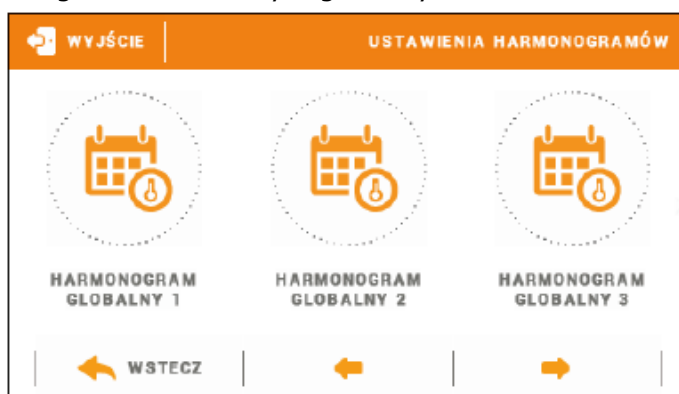 WYJŚCIE
USTAWIENIA HARMONOGRAMÓW
HARMONOGRAM
GLOBALNY 1
HARMONOGRAM
GLOBALNY 2
HARMONOGRAM
GLOBALNY 3
WSTECZ